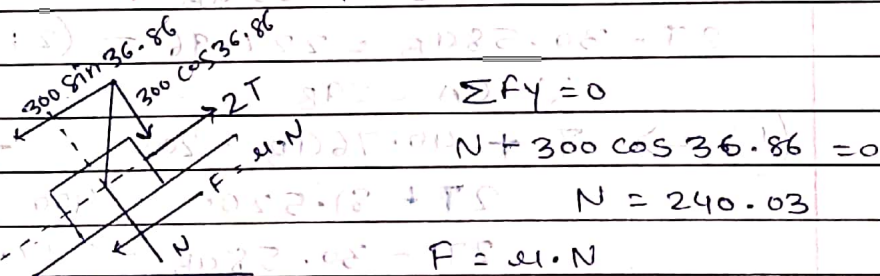 300 sin 36.86
300 cos 36.86
2T
F = μ·N
N
Σfy = 0
N + 300 cos 36.86 = 0
N = 240.03
F = μ·N